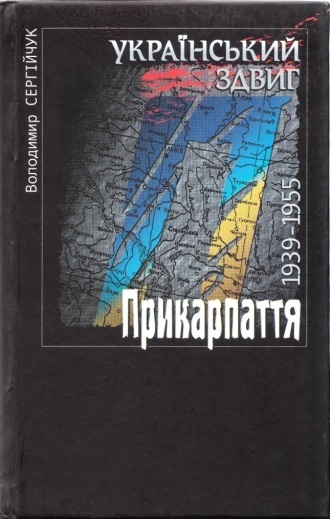 Володимир СЕРГІЙЧУК
УКРАЇНСЬКИЙ
ЗДВИГ
1939–1955
Прикарпаття